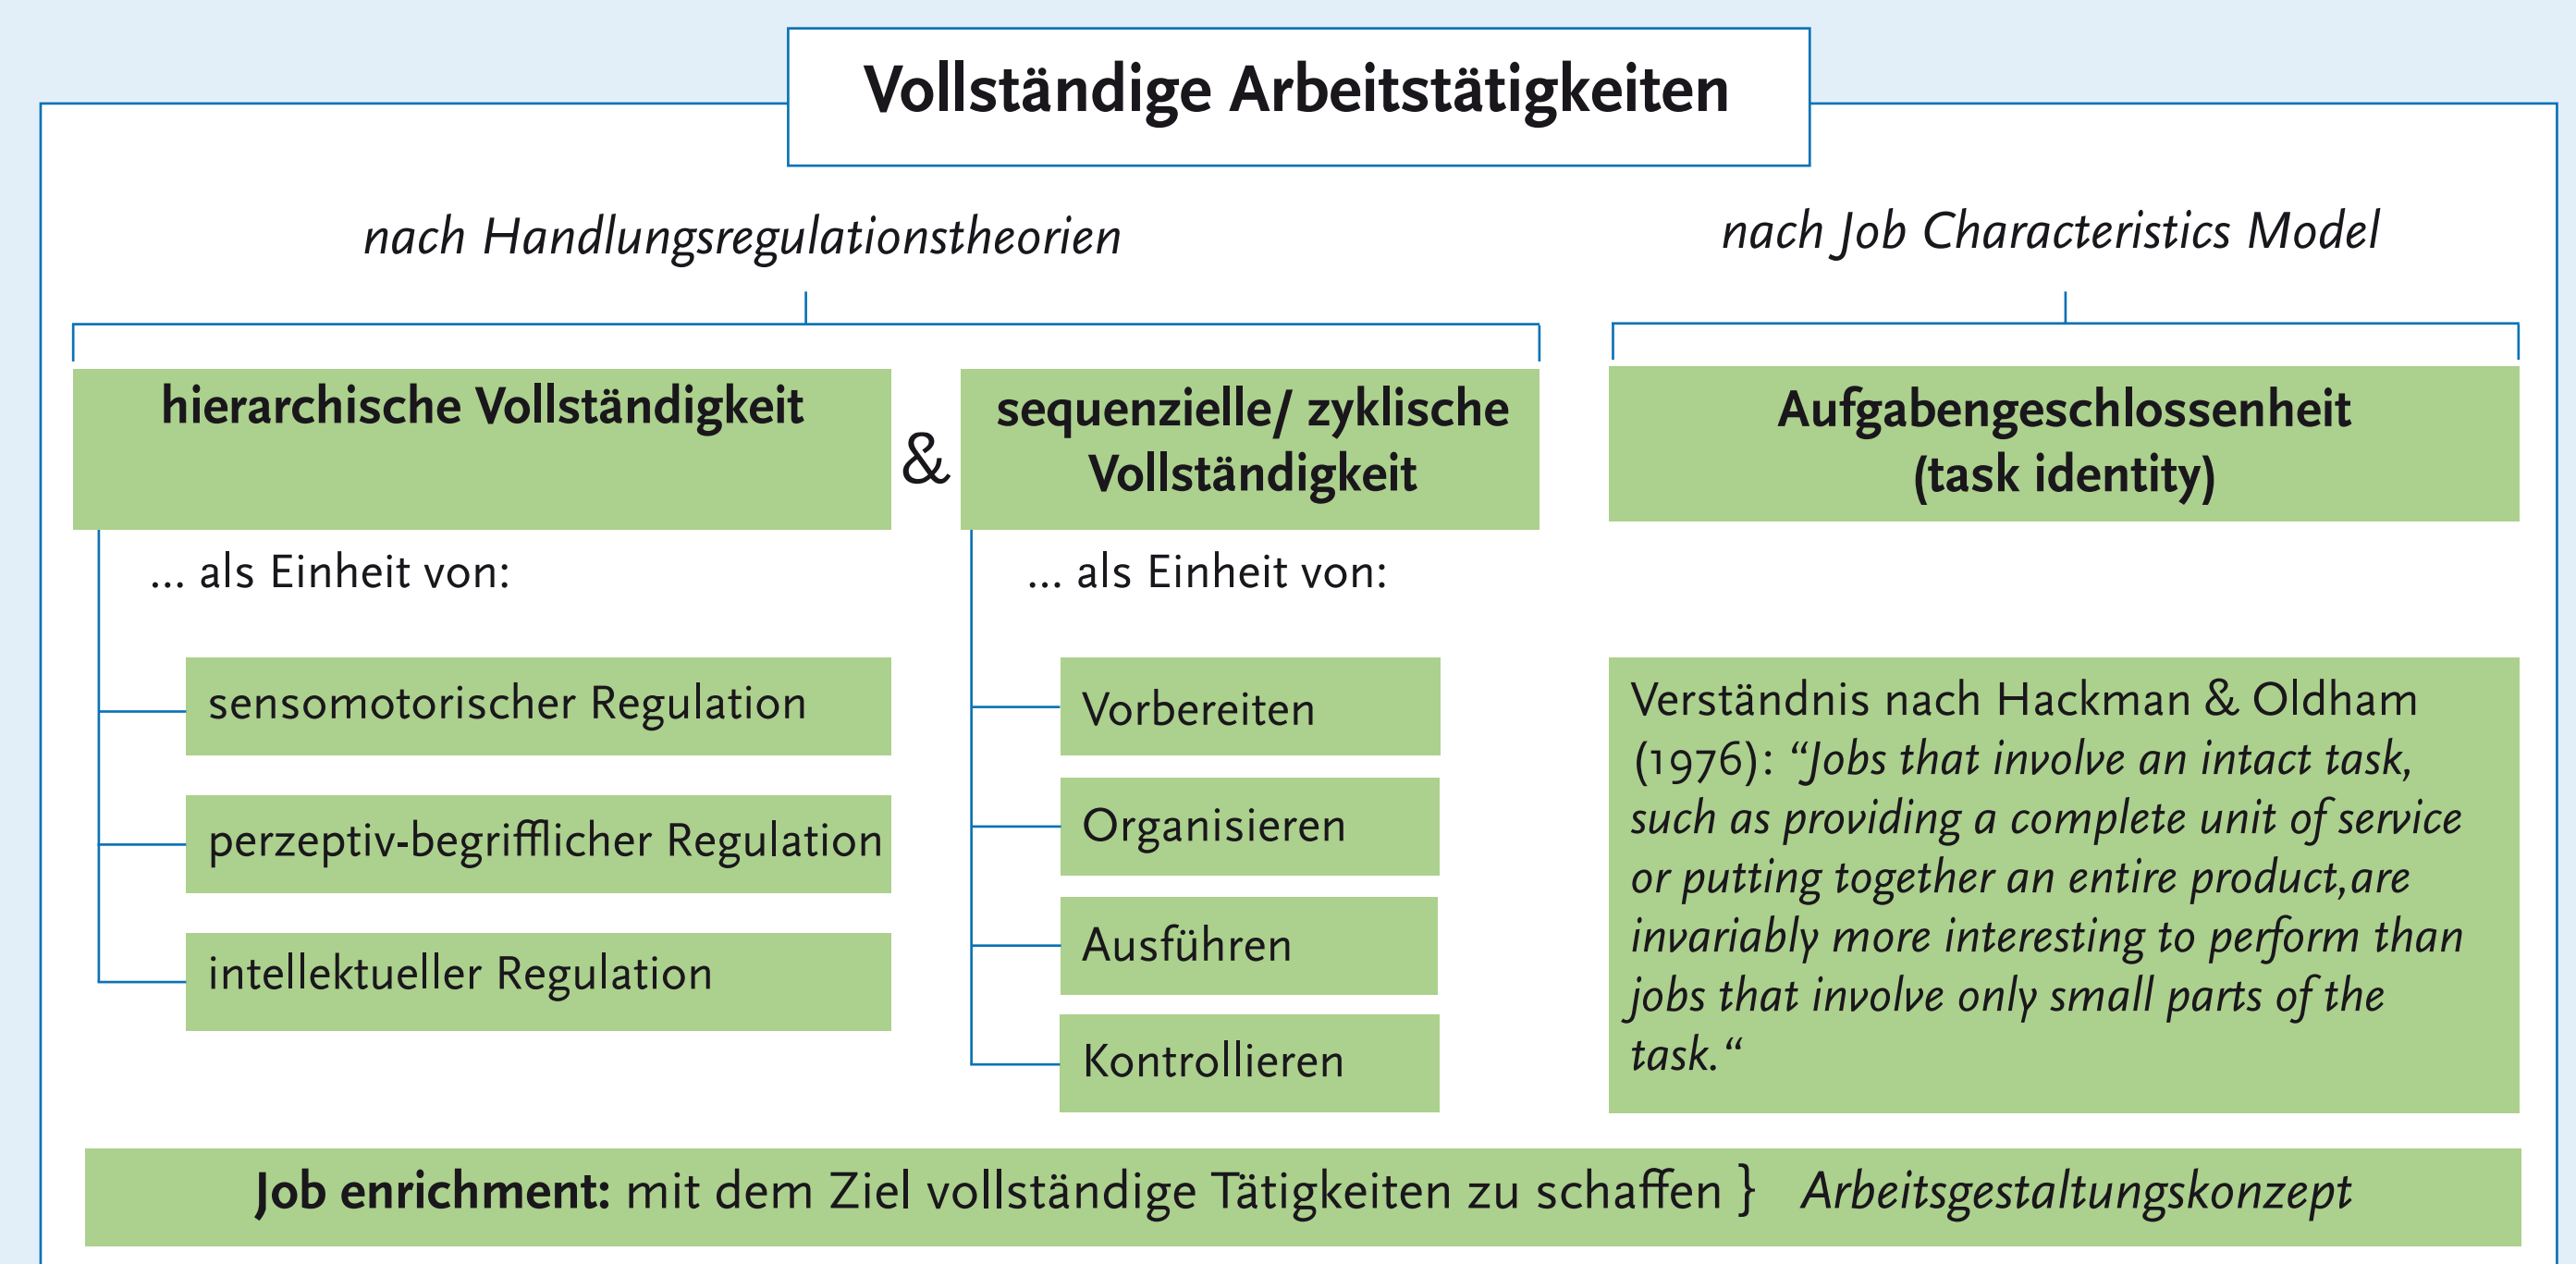 Vollständige Arbeitstätigkeiten
nach Handlungsregulationstheorien
nach Job Characteristics Model
hierarchische Vollständigkeit
&
sequenzielle/ zyklische
Vollständigkeit
Aufgabengeschlossenheit
(task identity)
... als Einheit von:
sensomotorischer Regulation
perzeptiv-begrifflicher Regulation
intellektueller Regulation
... als Einheit von:
Vorbereiten
Organisieren
Ausführen
Kontrollieren
Verständnis nach Hackman & Oldham
(1976): “Jobs that involve an intact task,
such as providing a complete unit of service
or putting together an entire product,are
invariably more interesting to perform than
jobs that involve only small parts of the
task.“
Job enrichment: mit dem Ziel vollständige Tätigkeiten zu schaffen } Arbeitsgestaltungskonzept